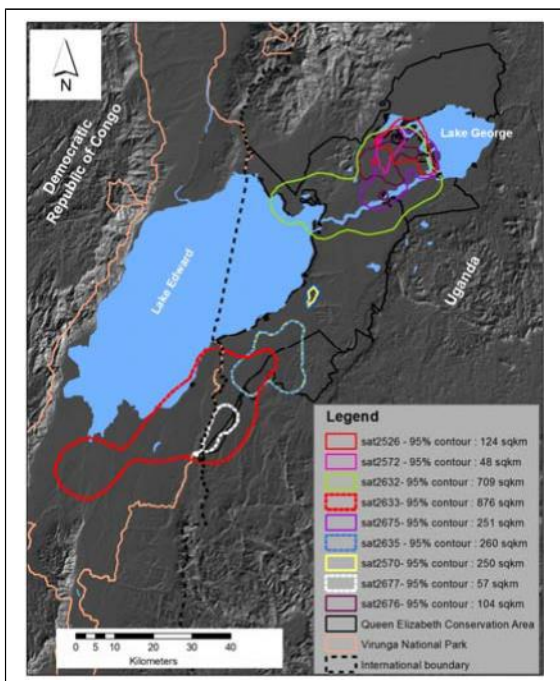 N
Democratic
Republic of Congo
Lake George
Lake Edward
Uganda
Legend
sat2526 - 95% contour : 124 sqkm
sat2572 - 95% contour : 48 sqkm
sat2632- 95% contour : 709 sqkm
sat2633- 95% contour : 876 sqkm
sat2675- 95% contour : 251 sqkm
sat2635 - 95% contour : 260 sqkm
sat2570- 95% contour : 250 sqkm
sat2677- 95% contour : 57 sqkm
sat2676- 95% contour : 104 sqkm
Queen Elizabeth Conservation Area
Virunga National Park
International boundary
0 5 10 20 30 40
Kilometers